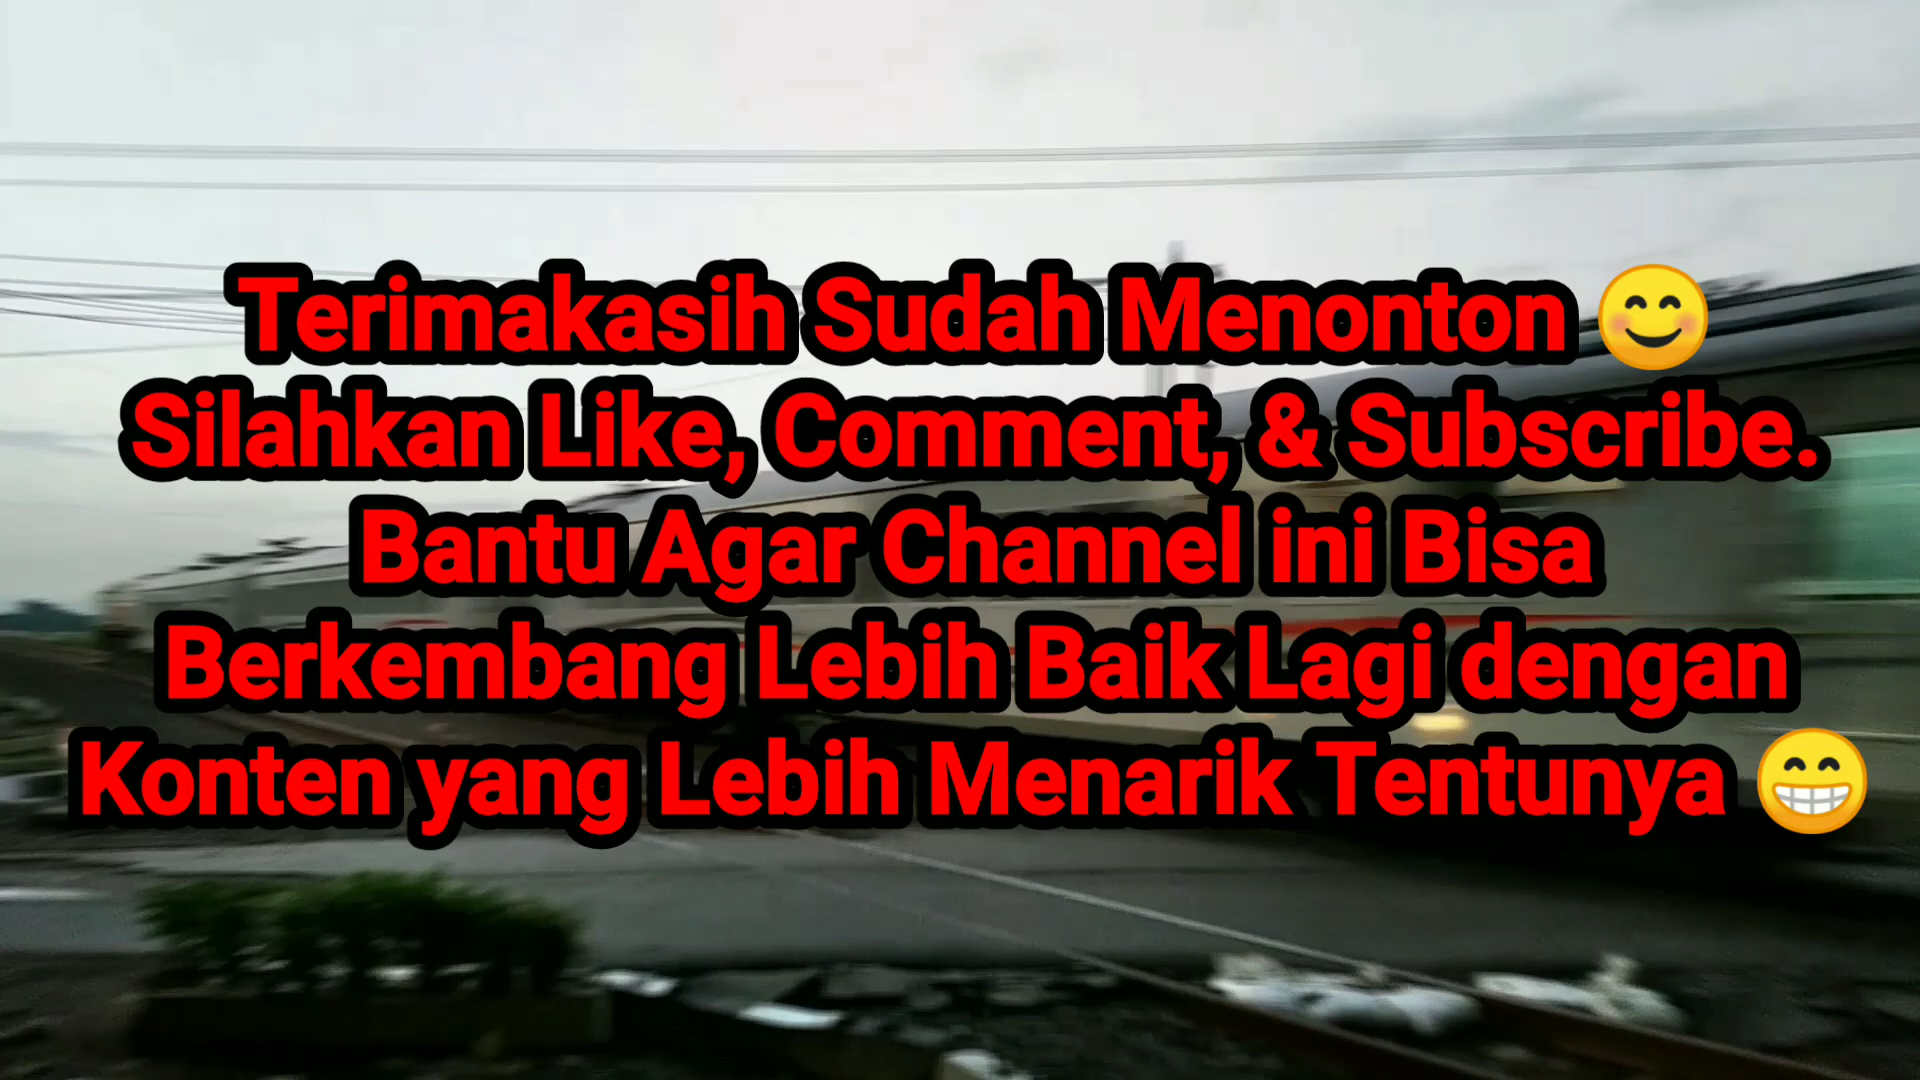 Terimakasih Sudah Menonton 😊
Silahkan Like, Comment, & Subscribe.
Bantu Agar Channel ini Bisa
Berkembang Lebih Baik Lagi dengan
Konten yang Lebih Menarik Tentunya 😁